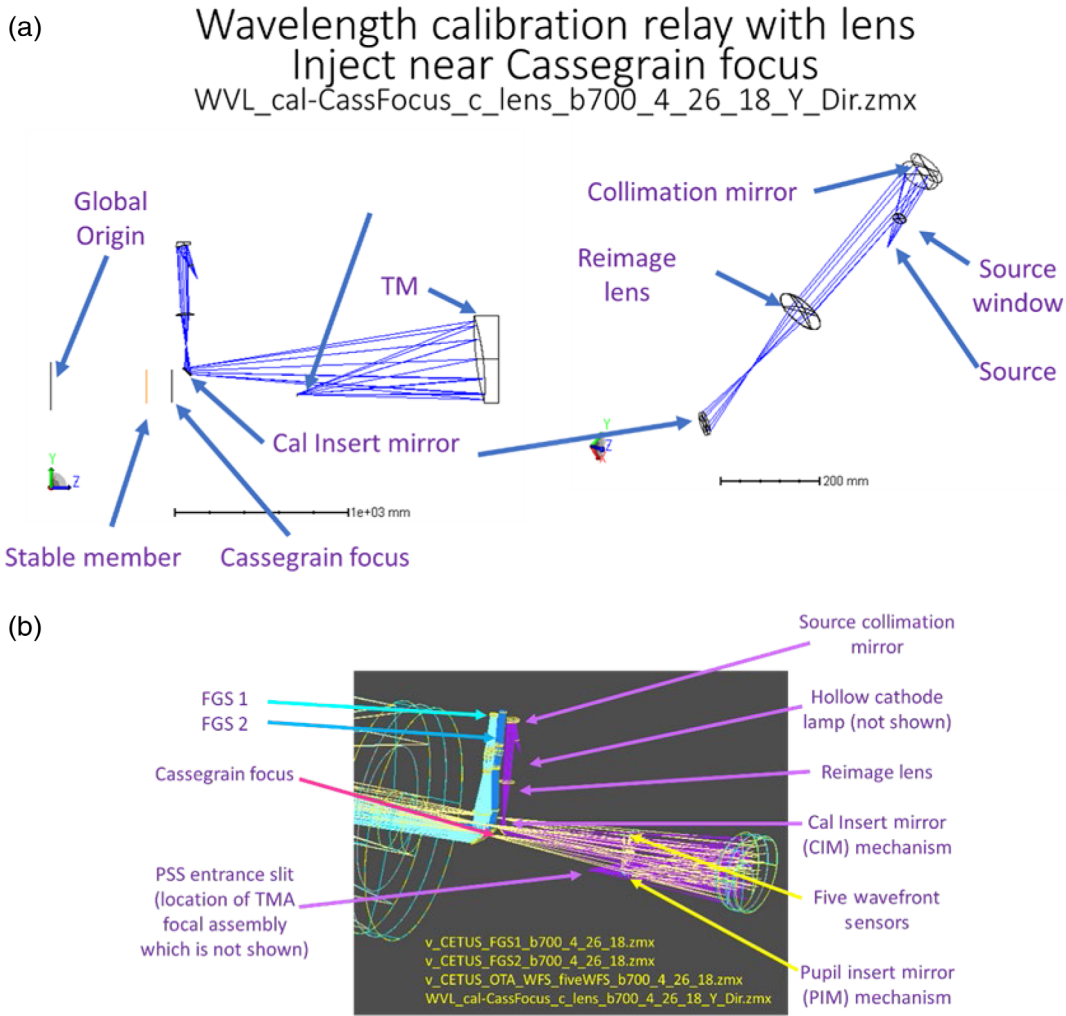 (a)
Wavelength calibration relay with lens
Inject near Cassegrain focus
WVL_cal-CassFocus_c_lens_b700_4_26_18_Y_Dir.zmx
Global
Origin
TM
Cal Insert mirror
Y
Z
1e+03 mm
Stable member
Cassegrain focus
Collimation mirror
Reimage
lens
Source
window
Source
Y
Z
X
200 mm
(b)
FGS 1
FGS 2
Cassegrain focus
PSS entrance slit
(location of TMA
focal assembly
which is not shown)
Source collimation
mirror
Hollow cathode
lamp (not shown)
Reimage lens
Cal Insert mirror
(CIM) mechanism
Five wavefront
sensors
Pupil insert mirror
(PIM) mechanism
v_CETUS_FGS1_b700_4_26_18.zmx
v_CETUS_FGS2_b700_4_26_18.zmx
v_CETUS_OTA_WFS_fiveWFS_b700_4_26_18.zmx
WVL_cal-CassFocus_c_lens_b700_4_26_18_Y_Dir.zmx